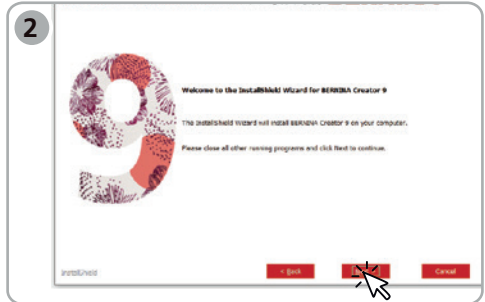 2
9
Welcome to the InstallShield Wizard for BERNINA Creator 9
The InstallShield Wizard will install BERNINA Creator 9 on your computer.
Please close all other running programs and click Next to continue.
InstallShield
< Back
Cancel